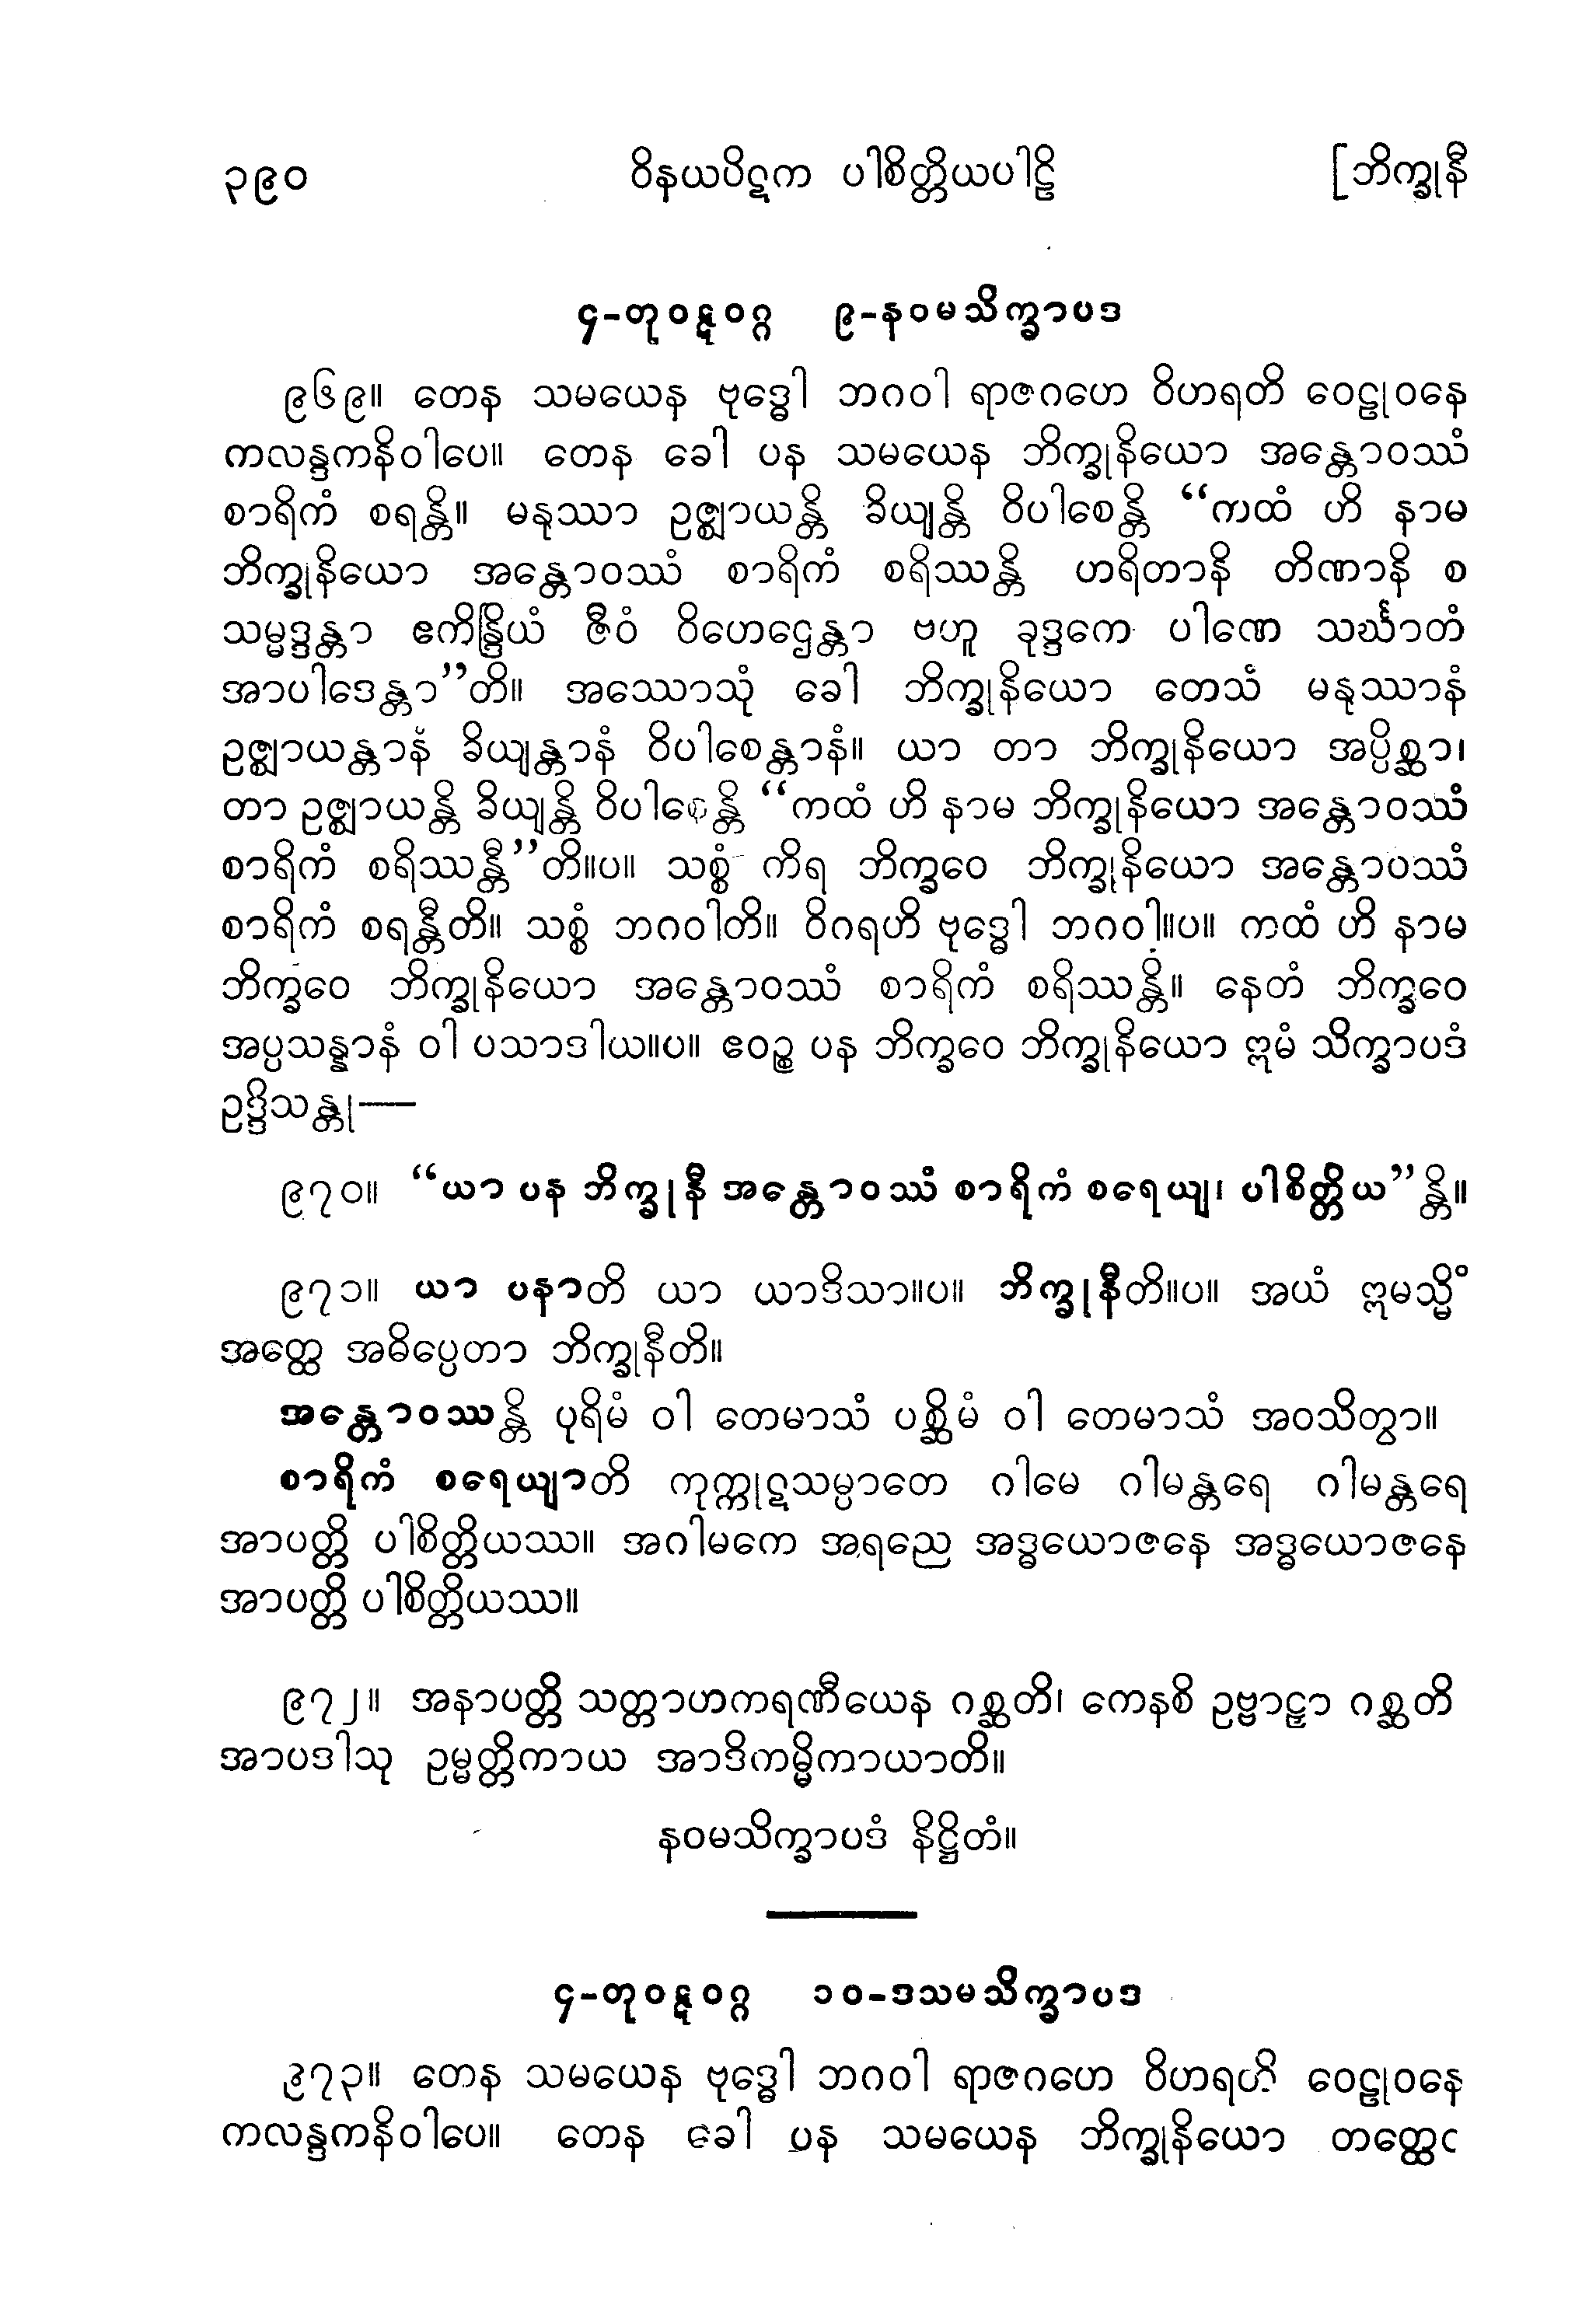 ၃၉၀ ဝိနယပိဋက ပါစိတ္တိယပါဠိ [ဘိက္ခုနီ
၄-တုဝဋ္ဋဝဂ္ဂ ၉-နဝမသိက္ခာပဒ
၉၆၉။ တေန သမယေန ဗုဒ္ဓေါ ဘဂဝါ ရာဇဂဟေ ဝိဟရတိ ဝေဠုဝနေ
ကလန္ဒကနိဝါပေ။ တေန ခေါ ပန သမယေန ဘိက္ခုနိယော အန္တောဝဿံ
စာရိကံ စရန္တိ။ မနုဿာ ဥဇ္ဈာယန္တိ ခိယျန္တိ ဝိပါစေန္တိ “ကထံ ဟိ နာမ
ဘိက္ခုနိယော အန္တောဝဿံ စာရိကံ စရိဿန္တိ ဟရိတာနိ တိဏာနိ စ
သမ္မဒ္ဒန္တာ ဧကိန္ဒြိယံ ဇီဝံ ဝိဟေဌေန္တာ ဗဟူ ခုဒ္ဒကေ ပါဏေ သင်္ဃာတံ
အာပါဒေန္တာ”တိ။ အဿောသုံ ခေါ ဘိက္ခုနိယော တေသံ မနုဿာနံ
ဥဇ္ဈာယန္တာနံ ခိယျန္တာနံ ဝိပါစေန္တာနံ။ ယာ တာ ဘိက္ခုနိယော အပ္ပိစ္ဆာ၊
တာ ဥဇ္ဈာယန္တိ ခိယျန္တိ ဝိပါစေန္တိ “ကထံ ဟိ နာမ ဘိက္ခုနိယော အန္တောဝဿံ
စာရိကံ စရိဿန္တီ”တိ။ပ။ သစ္စံ ကိရ ဘိက္ခဝေ ဘိက္ခုနိယော အန္တောဝဿံ
စာရိကံ စရန္တီတိ။ သစ္စံ ဘဂဝါတိ။ ဝိဂရဟိ ဗုဒ္ဓေါ ဘဂဝါ။ပ။ ကထံ ဟိ နာမ
ဘိက္ခဝေ ဘိက္ခုနိယော အန္တောဝဿံ စာရိကံ စရိဿန္တိ။ နေတံ ဘိက္ခဝေ
အပ္ပသန္နာနံ ဝါ ပသာဒါယ။ပ။ ဧဝဉ္စ ပန ဘိက္ခဝေ ဘိက္ခုနိယော ဣမံ သိက္ခာပဒံ
ဥဒ္ဒိသန္တု—
၉၇၀။ “ယာ ပန ဘိက္ခုနီ အန္တောဝဿံ စာရိကံ စရေယျ၊ ပါစိတ္တိယ”န္တိ။
၉၇၁။ ယာ ပနာတိ ယာ ယာဒိသာ။ပ။ ဘိက္ခုနီတိ။ပ။ အယံ ဣမသ္မိံ
အတ္ထေ အဓိပ္ပေတာ ဘိက္ခုနီတိ။
အန္တောဝဿန္တိ ပုရိမံ ဝါ တေမာသံ ပစ္ဆိမံ ဝါ တေမာသံ အဝသိတွာ။
စာရိကံ စရေယျာတိ ကုက္ကုဋသမ္ပာတေ ဂါမေ ဂါမန္တရေ ဂါမန္တရေ
အာပတ္တိ ပါစိတ္တိယဿ။ အဂါမကေ အရညေ အဒ္ဓယောဇနေ အဒ္ဓယောဇနေ
အာပတ္တိ ပါစိတ္တိယဿ။
၉၇၂။ အနာပတ္တိ သတ္တာဟကရဏီယေန ဂစ္ဆတိ၊ ကေနစိ ဥဗ္ဗာဠှာ ဂစ္ဆတိ
အာပဒါသု ဥမ္မတ္တိကာယ အာဒိကမ္မိကာယာတိ။
နဝမသိက္ခာပဒံ နိဋ္ဌိတံ။
၄-တုဝဋ္ဋဝဂ္ဂ ၁၀-ဒသမသိက္ခာပဒ
၉၇၃။ တေန သမယေန ဗုဒ္ဓေါ ဘဂဝါ ရာဇဂဟေ ဝိဟရတိ ဝေဠုဝနေ
ကလန္ဒကနိဝါပေ။ တေန ခေါ ပန သမယေန ဘိက္ခုနိယော တတ္ထေဝ